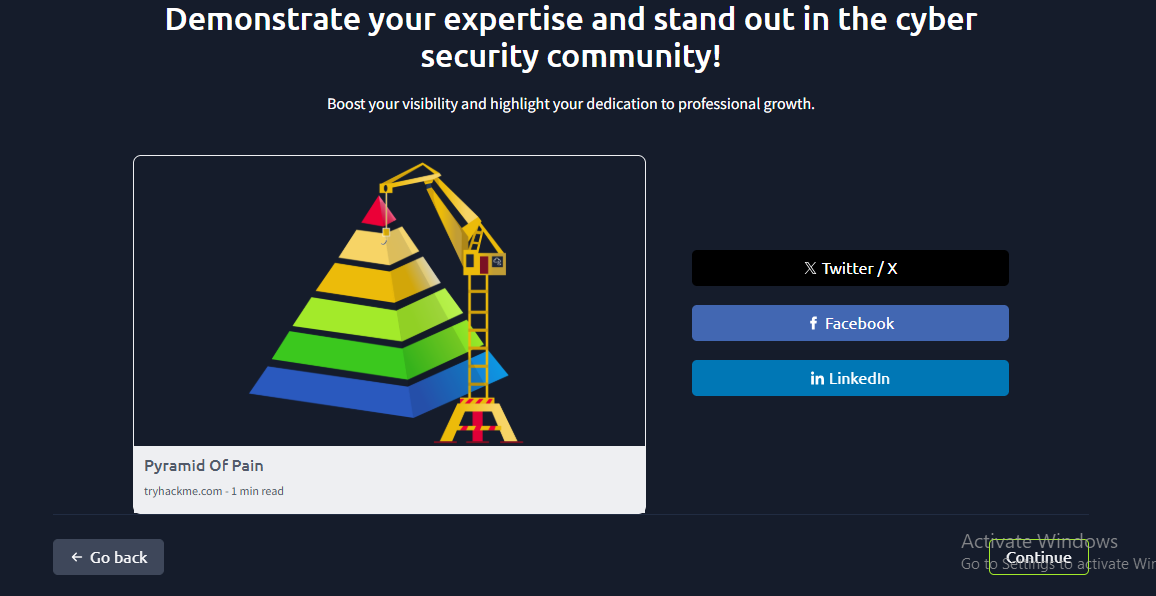 Demonstrate your expertise and stand out in the cyber
security community!
Boost your visibility and highlight your dedication to professional growth.
𝕏 Twitter / X
f Facebook
in LinkedIn
Pyramid Of Pain
tryhackme.com - 1 min read
← Go back
Activate Windows
Continue
Go to Settings to activate Win